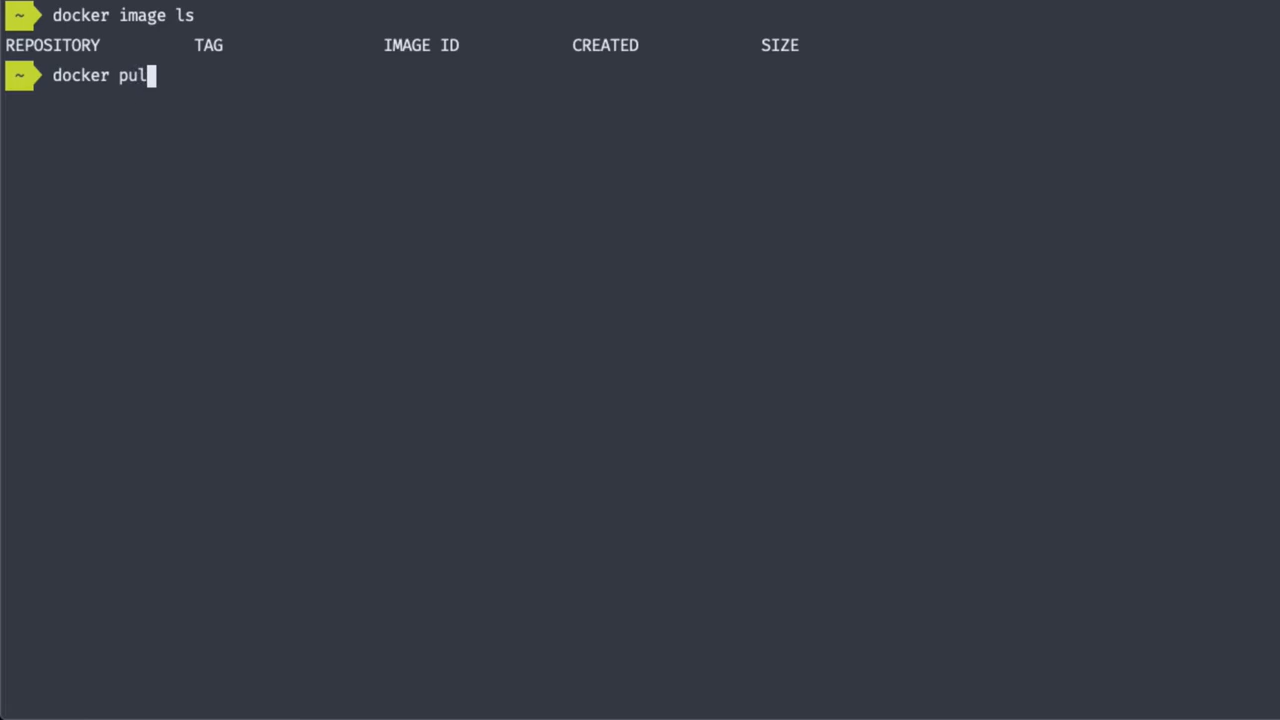 ~ docker image ls
REPOSITORY TAG IMAGE ID CREATED SIZE
~ docker pul